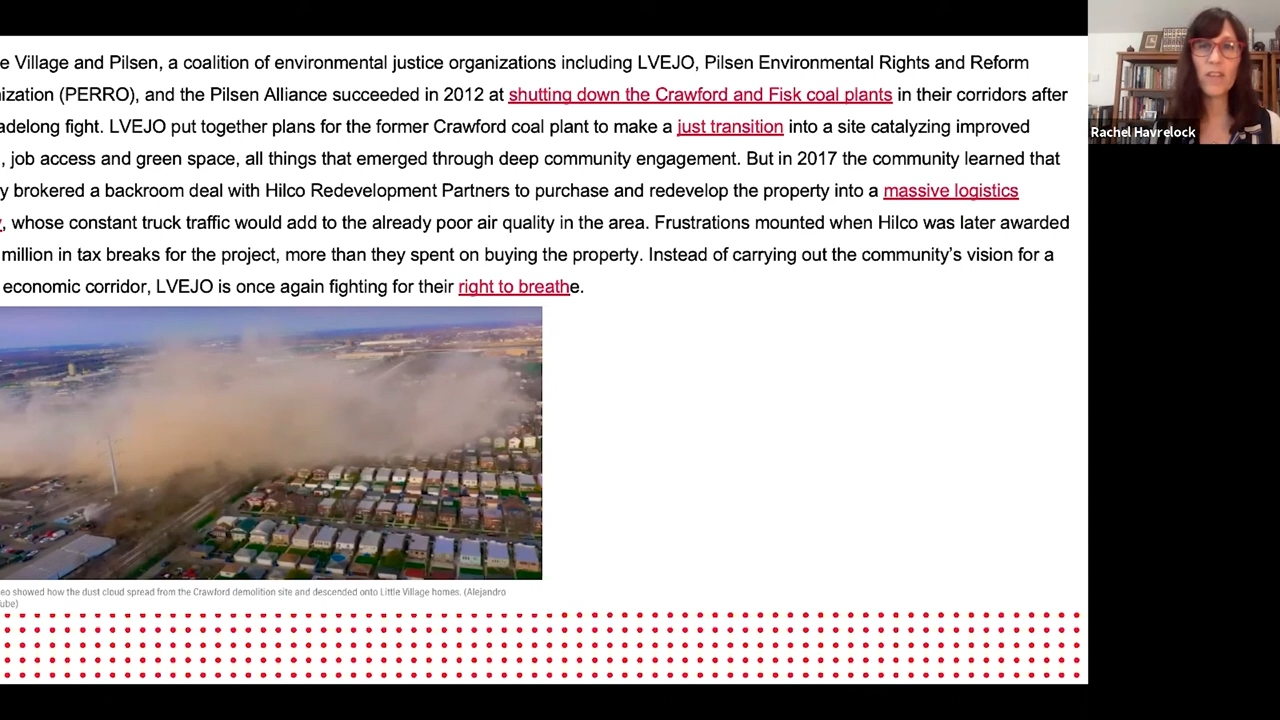 e Village and Pilsen, a coalition of environmental justice organizations including LVEJO, Pilsen Environmental Rights and Reform
ization (PERRO), and the Pilsen Alliance succeeded in 2012 at shutting down the Crawford and Fisk coal plants in their corridors after
adelong fight. LVEJO put together plans for the former Crawford coal plant to make a just transition into a site catalyzing improved
, job access and green space, all things that emerged through deep community engagement. But in 2017 the community learned that
y brokered a backroom deal with Hilco Redevelopment Partners to purchase and redevelop the property into a massive logistics
, whose constant truck traffic would add to the already poor air quality in the area. Frustrations mounted when Hilco was later awarded
million in tax breaks for the project, more than they spent on buying the property. Instead of carrying out the community’s vision for a
economic corridor, LVEJO is once again fighting for their right to breathe.
eo showed how the dust cloud spread from the Crawford demolition site and descended onto Little Village homes. (Alejandro
ube)
Rachel Havrelock